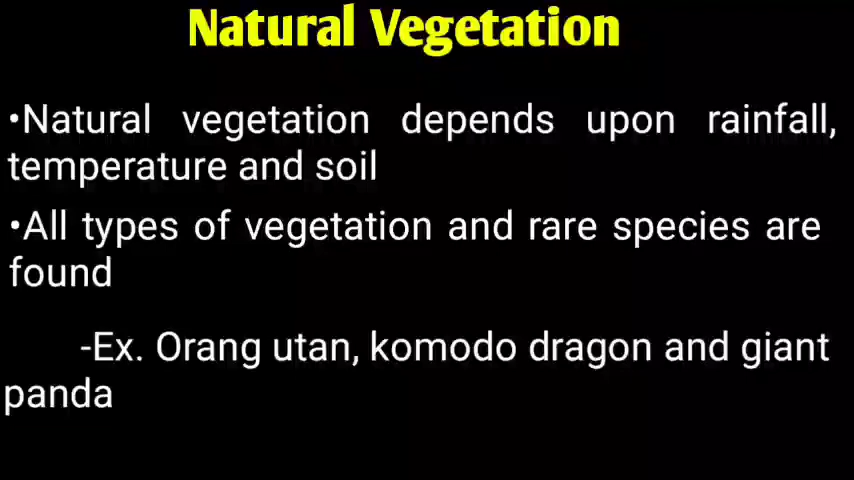 Natural Vegetation
•Natural vegetation depends upon rainfall,
temperature and soil
•All types of vegetation and rare species are
found
-Ex. Orang utan, komodo dragon and giant
panda